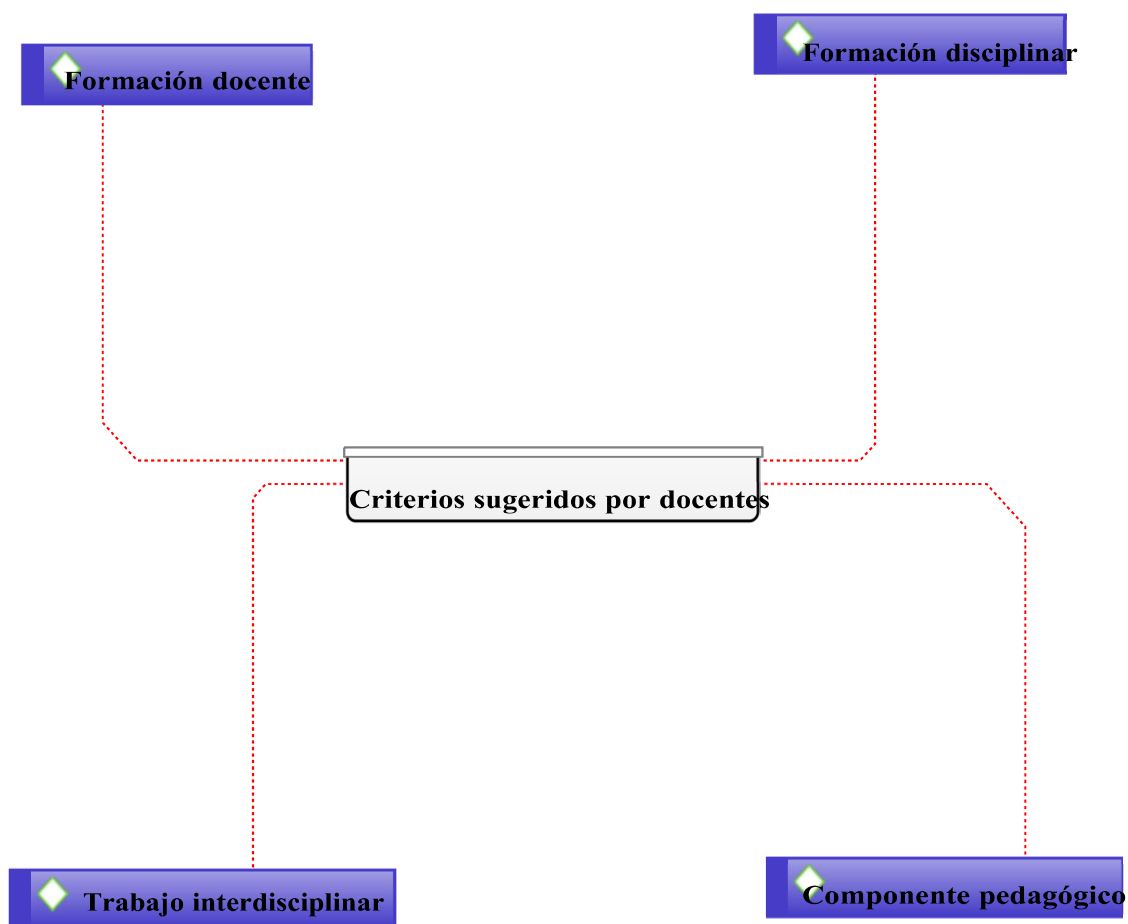 Formación disciplinar
Formación docente
Criterios sugeridos por docentes
Trabajo interdisciplinar
Componente pedagógico